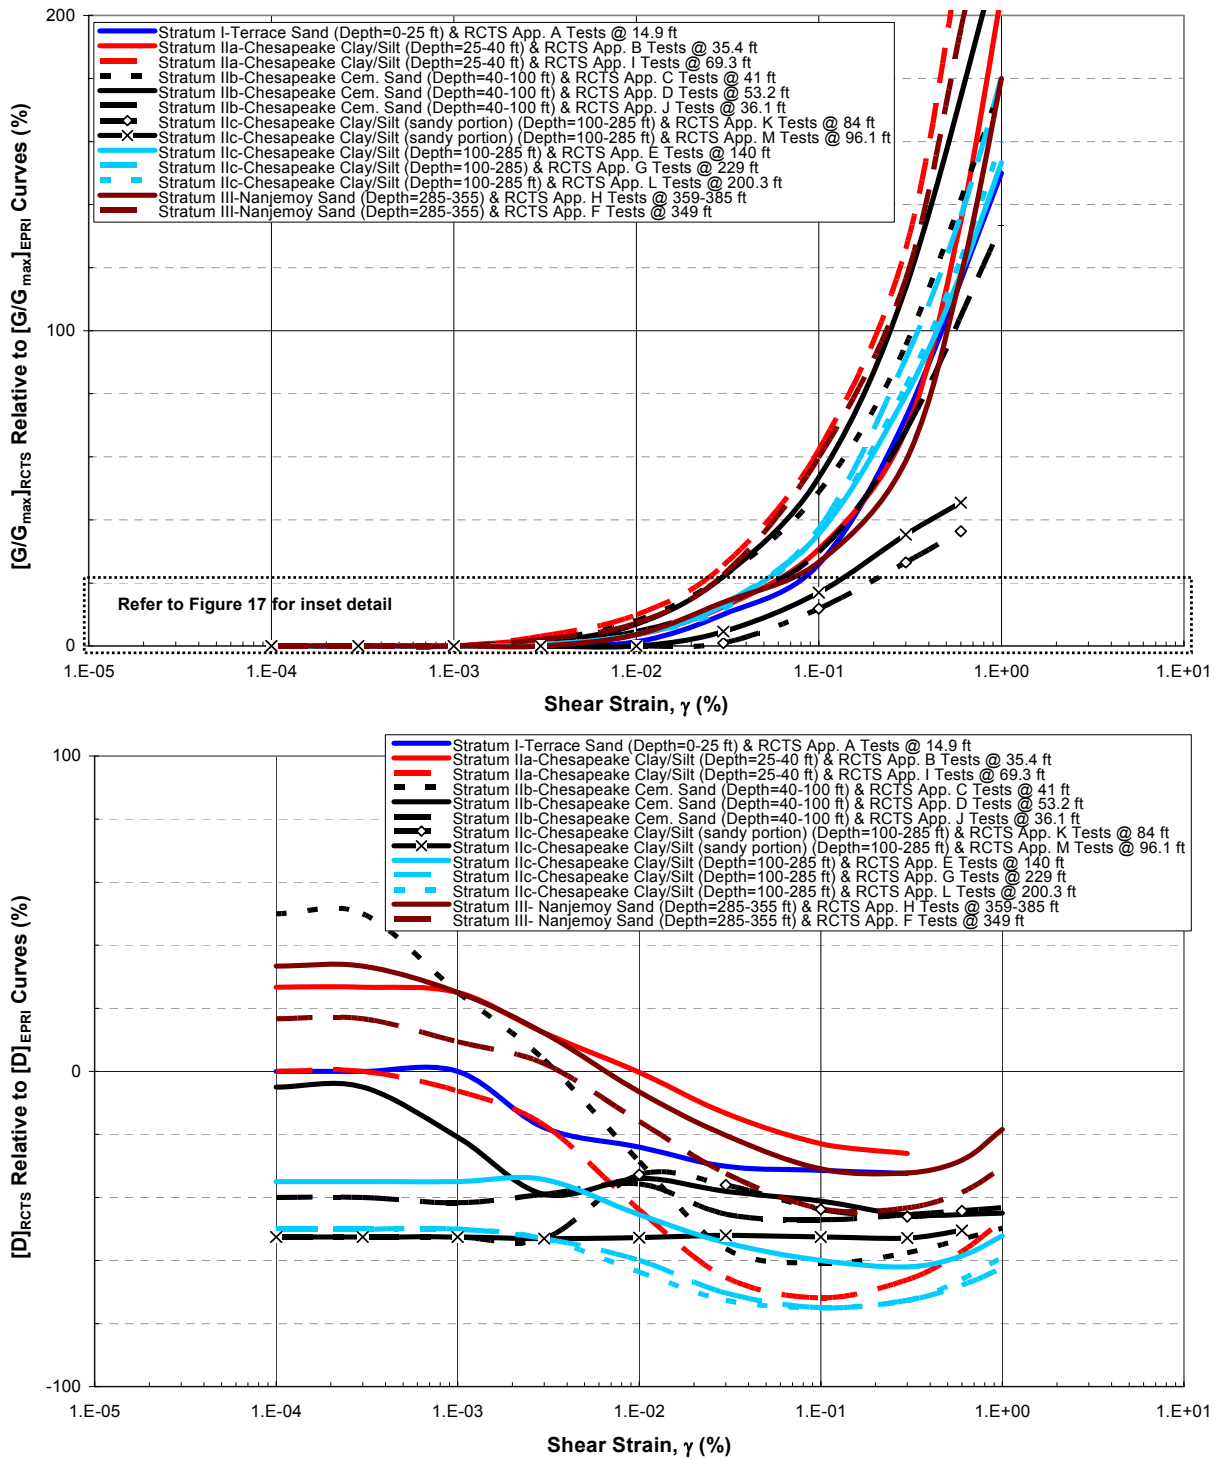 200
Stratum I-Terrace Sand (Depth=0-25 ft) & RCTS App. A Tests @ 14.9 ft
Stratum IIa-Chesapeake Clay/Silt (Depth=25-40 ft) & RCTS App. B Tests @ 35.4 ft
Stratum IIa-Chesapeake Clay/Silt (Depth=25-40 ft) & RCTS App. I Tests @ 69.3 ft
Stratum IIb-Chesapeake Cem. Sand (Depth=40-100 ft) & RCTS App. C Tests @ 41 ft
Stratum IIb-Chesapeake Cem. Sand (Depth=40-100 ft) & RCTS App. D Tests @ 53.2 ft
Stratum IIb-Chesapeake Cem. Sand (Depth=40-100 ft) & RCTS App. J Tests @ 36.1 ft
Stratum IIc-Chesapeake Clay/Silt (sandy portion) (Depth=100-285 ft) & RCTS App. K Tests @ 84 ft
Stratum IIc-Chesapeake Clay/Silt (sandy portion) (Depth=100-285 ft) & RCTS App. M Tests @ 96.1 ft
Stratum IIc-Chesapeake Clay/Silt (Depth=100-285 ft) & RCTS App. E Tests @ 140 ft
Stratum IIc-Chesapeake Clay/Silt (Depth=100-285) & RCTS App. G Tests @ 229 ft
Stratum IIc-Chesapeake Clay/Silt (Depth=100-285 ft) & RCTS App. L Tests @ 200.3 ft
Stratum III-Nanjemoy Sand (Depth=285-355) & RCTS App. H Tests @ 359-385 ft
Stratum III-Nanjemoy Sand (Depth=285-355) & RCTS App. F Tests @ 349 ft
[G/Gmax]RCTS Relative to [G/Gmax]EPRI Curves (%)
100
Refer to Figure 17 for inset detail
0
1.E-05 1.E-04 1.E-03 1.E-02 1.E-01 1.E+00 1.E+01
Shear Strain, γ (%)
Stratum I-Terrace Sand (Depth=0-25 ft) & RCTS App. A Tests @ 14.9 ft
Stratum IIa-Chesapeake Clay/Silt (Depth=25-40 ft) & RCTS App. B Tests @ 35.4 ft
Stratum IIa-Chesapeake Clay/Silt (Depth=25-40 ft) & RCTS App. I Tests @ 69.3 ft
Stratum IIb-Chesapeake Cem. Sand (Depth=40-100 ft) & RCTS App. C Tests @ 41 ft
Stratum IIb-Chesapeake Cem. Sand (Depth=40-100 ft) & RCTS App. D Tests @ 53.2 ft
Stratum IIb-Chesapeake Cem. Sand (Depth=40-100 ft) & RCTS App. J Tests @ 36.1 ft
Stratum IIc-Chesapeake Clay/Silt (sandy portion) (Depth=100-285 ft) & RCTS App. K Tests @ 84 ft
Stratum IIc-Chesapeake Clay/Silt (sandy portion) (Depth=100-285 ft) & RCTS App. M Tests @ 96.1 ft
Stratum IIc-Chesapeake Clay/Silt (Depth=100-285 ft) & RCTS App. E Tests @ 140 ft
Stratum IIc-Chesapeake Clay/Silt (Depth=100-285 ft) & RCTS App. G Tests @ 229 ft
Stratum IIc-Chesapeake Clay/Silt (Depth=100-285 ft) & RCTS App. L Tests @ 200.3 ft
Stratum III- Nanjemoy Sand (Depth=285-355 ft) & RCTS App. H Tests @ 359-385 ft
Stratum III- Nanjemoy Sand (Depth=285-355 ft) & RCTS App. F Tests @ 349 ft
100
[D]RCTS Relative to [D]EPRI Curves (%)
0
-100
1.E-05 1.E-04 1.E-03 1.E-02 1.E-01 1.E+00 1.E+01
Shear Strain, γ (%)